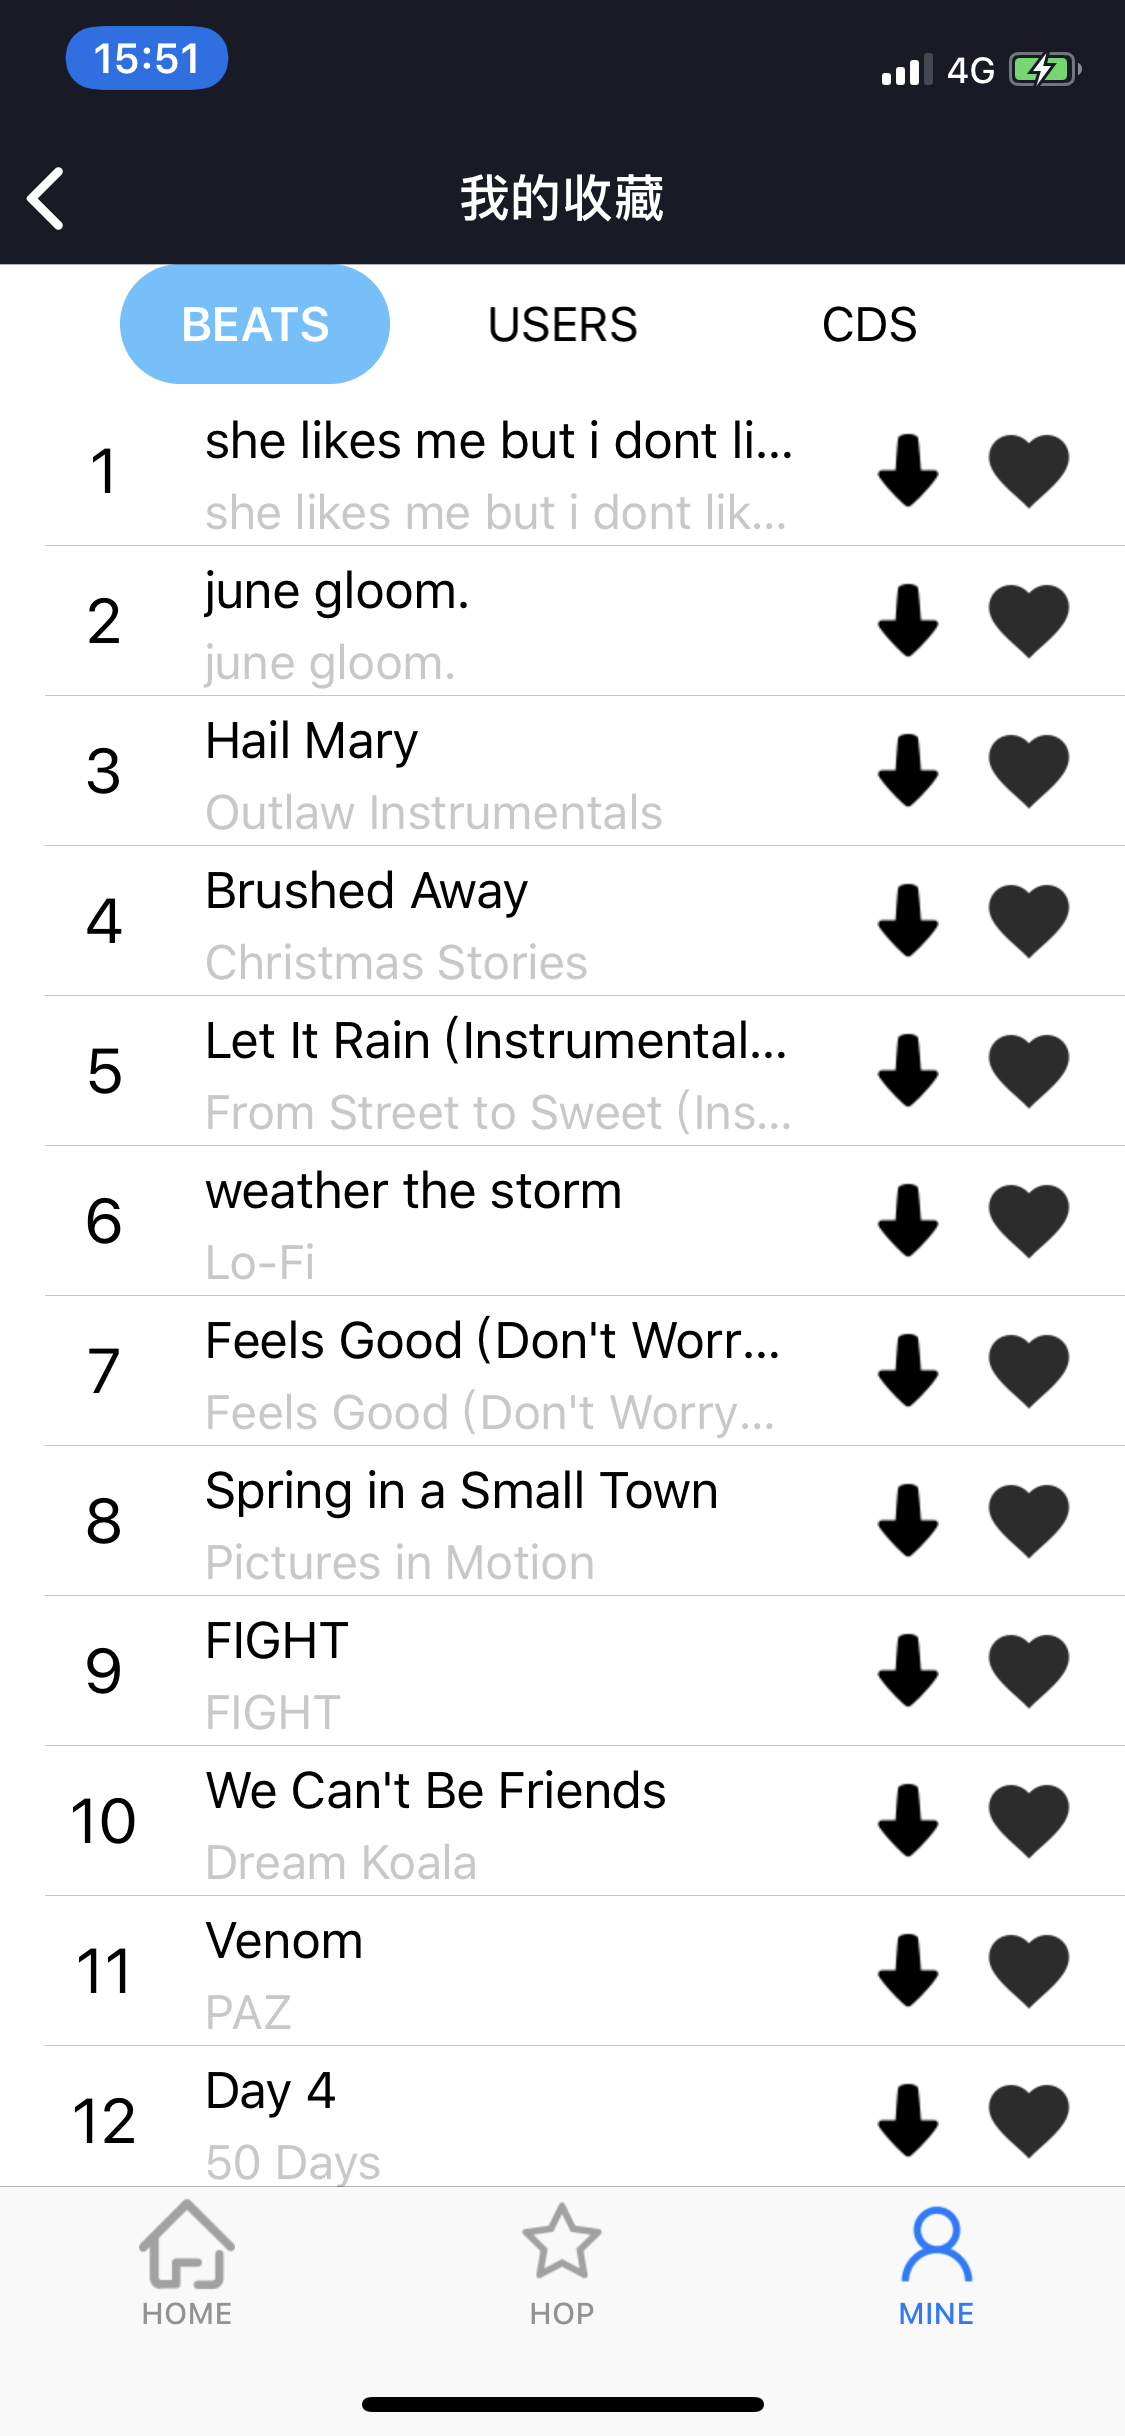 15:51
4G
我的收藏
BEATS USERS CDS
1
she likes me but i dont li...
she likes me but i dont lik...
2
june gloom.
june gloom.
3
Hail Mary
Outlaw Instrumentals
4
Brushed Away
Christmas Stories
5
Let It Rain (Instrumental...
From Street to Sweet (Ins...
6
weather the storm
Lo-Fi
7
Feels Good (Don't Worr...
Feels Good (Don't Worry...
8
Spring in a Small Town
Pictures in Motion
9
FIGHT
FIGHT
10
We Can't Be Friends
Dream Koala
11
Venom
PAZ
12
Day 4
50 Days
HOME HOP MINE